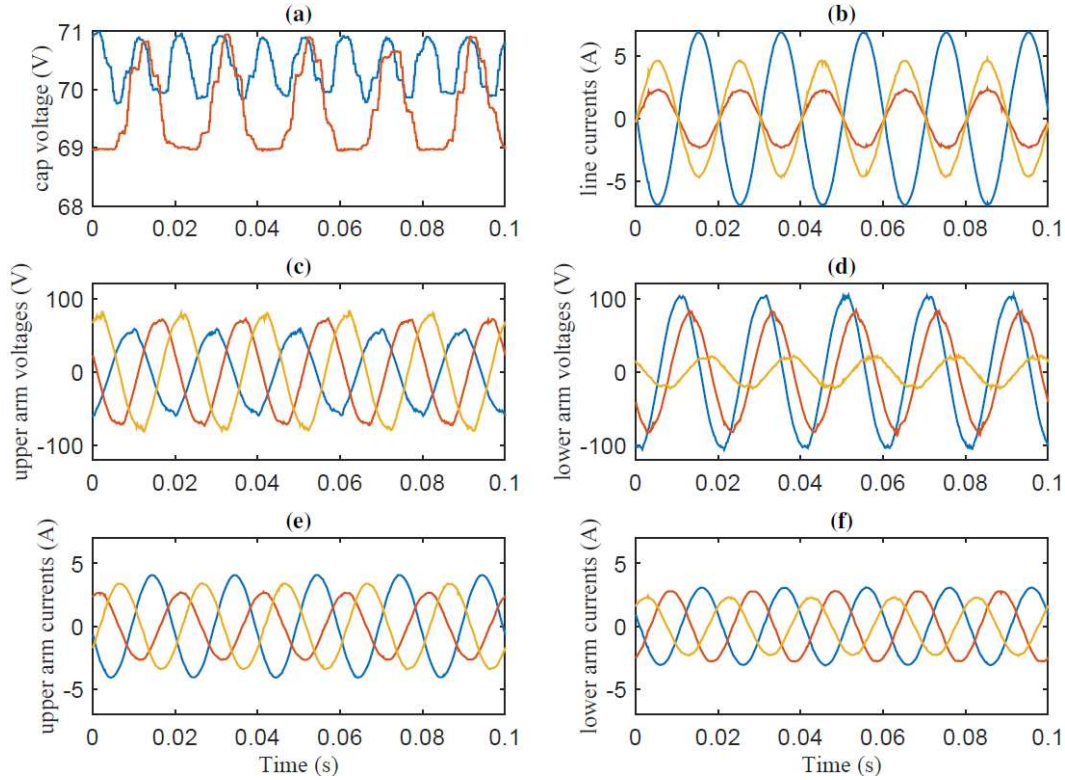 (a)
71
70
69
68
cap voltage (V)
0 0.02 0.04 0.06 0.08 0.1
(b)
5
0
-5
line currents (A)
0 0.02 0.04 0.06 0.08 0.1
(c)
100
0
-100
upper arm voltages (V)
0 0.02 0.04 0.06 0.08 0.1
(d)
100
0
-100
lower arm voltages (V)
0 0.02 0.04 0.06 0.08 0.1
(e)
5
0
-5
upper arm currents (A)
0 0.02 0.04 0.06 0.08 0.1
Time (s)
(f)
5
0
-5
lower arm currents (A)
0 0.02 0.04 0.06 0.08 0.1
Time (s)